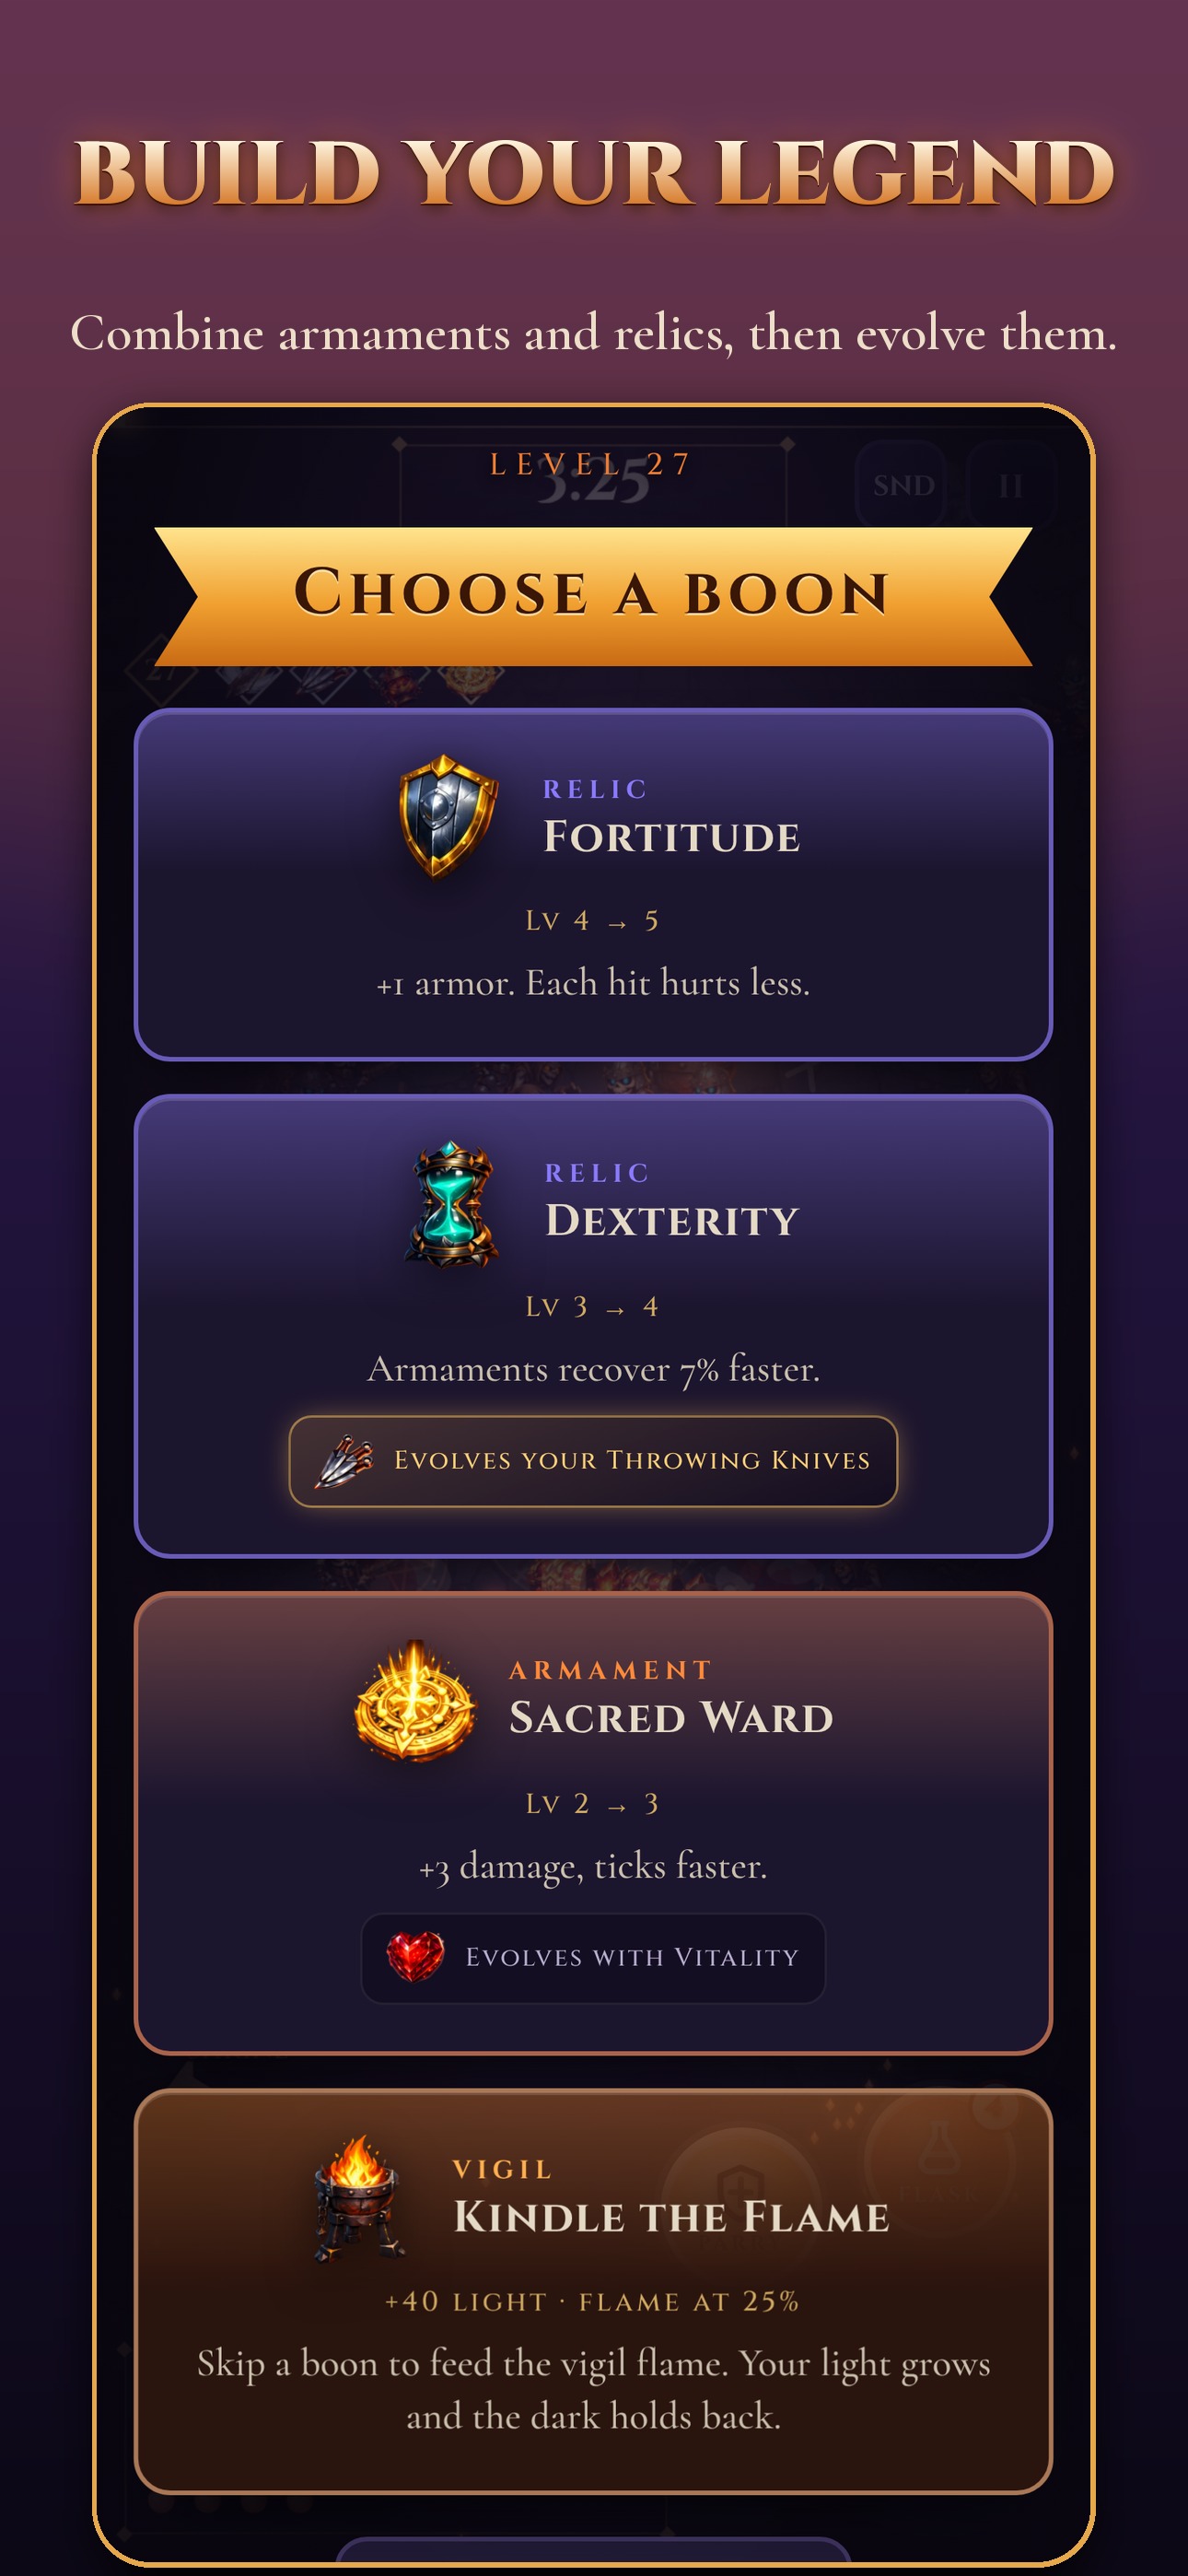 BUILD YOUR LEGEND
Combine armaments and relics, then evolve them.
LEVEL 27
3:25
SND
II
CHOOSE A BOON
27
RELIC
FORTITUDE
LV 4 → 5
+1 armor. Each hit hurts less.
RELIC
DEXTERITY
LV 3 → 4
Armaments recover 7% faster.
EVOLVES YOUR THROWING KNIVES
ARMAMENT
SACRED WARD
LV 2 → 3
+3 damage, ticks faster.
EVOLVES WITH VITALITY
VIGIL
KINDLE THE FLAME
FLASK
+40 LIGHT · FLAME AT 25%
Skip a boon to feed the vigil flame. Your light grows
and the dark holds back.